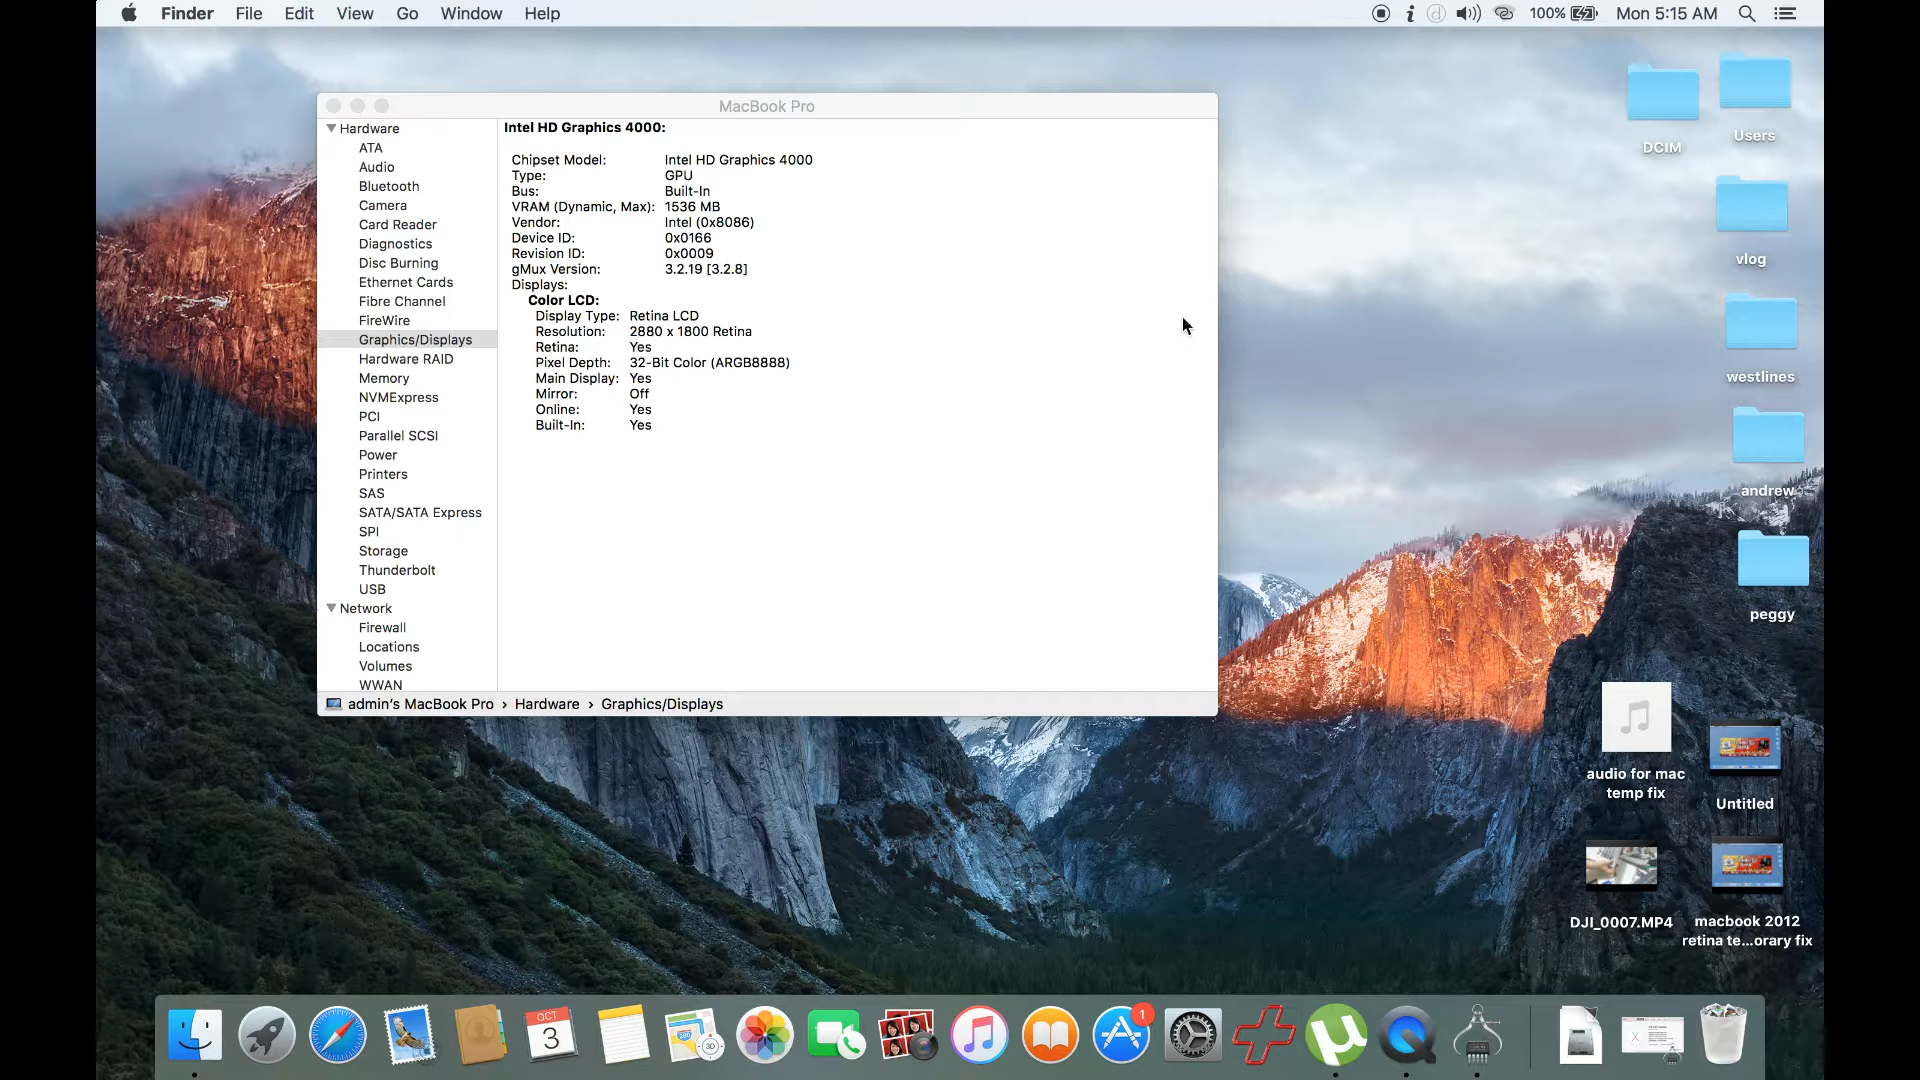 Finder File Edit View Go Window Help
100% Mon 5:15 AM
MacBook Pro
Hardware
ATA
Audio
Bluetooth
Camera
Card Reader
Diagnostics
Disc Burning
Ethernet Cards
Fibre Channel
FireWire
Graphics/Displays
Hardware RAID
Memory
NVMExpress
PCI
Parallel SCSI
Power
Printers
SAS
SATA/SATA Express
SPI
Storage
Thunderbolt
USB
Network
Firewall
Locations
Volumes
WWAN
Intel HD Graphics 4000:
Chipset Model: Intel HD Graphics 4000
Type: GPU
Bus: Built-In
VRAM (Dynamic, Max): 1536 MB
Vendor: Intel (0x8086)
Device ID: 0x0166
Revision ID: 0x0009
gMux Version: 3.2.19 [3.2.8]
Displays:
Color LCD:
Display Type: Retina LCD
Resolution: 2880 x 1800 Retina
Retina: Yes
Pixel Depth: 32-Bit Color (ARGB8888)
Main Display: Yes
Mirror: Off
Online: Yes
Built-In: Yes
admin's MacBook Pro › Hardware › Graphics/Displays
DCIM
Users
vlog
westlines
andrew
peggy
audio for mac
temp fix
Untitled
DJI_0007.MP4
macbook 2012
retina te...orary fix
OCT
3
3D
1